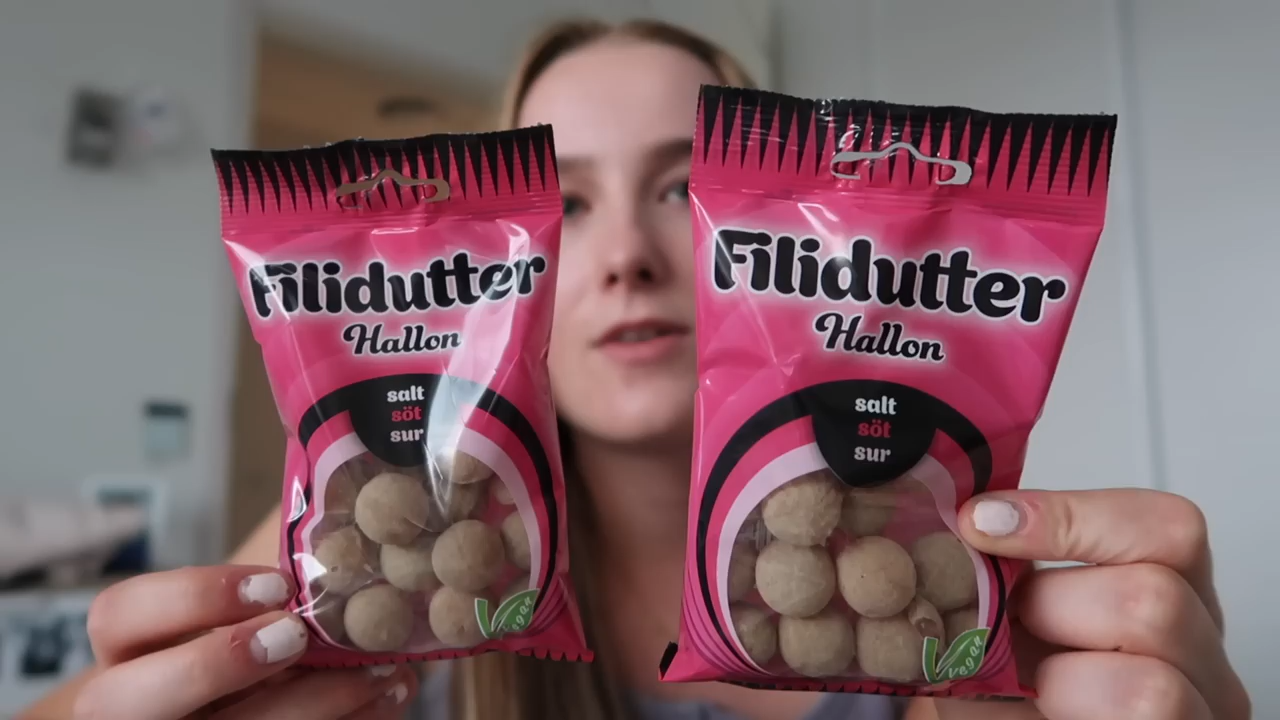 Filidutter
Hallon
salt
söt
sur
vegan
Filidutter
Hallon
salt
söt
sur
vegan